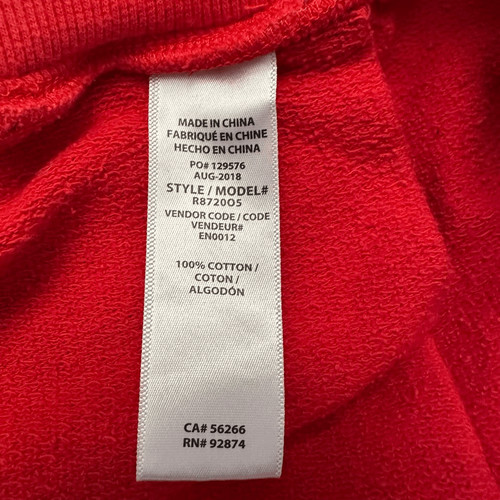 MADE IN CHINA
FABRIQUÉ EN CHINE
HECHO EN CHINA
PO# 129576
AUG-2018
STYLE / MODEL#
R872005
VENDOR CODE / CODE
VENDEUR#
EN0012
100% COTTON /
COTON /
ALGODÓN
CA# 56266
RN# 92874